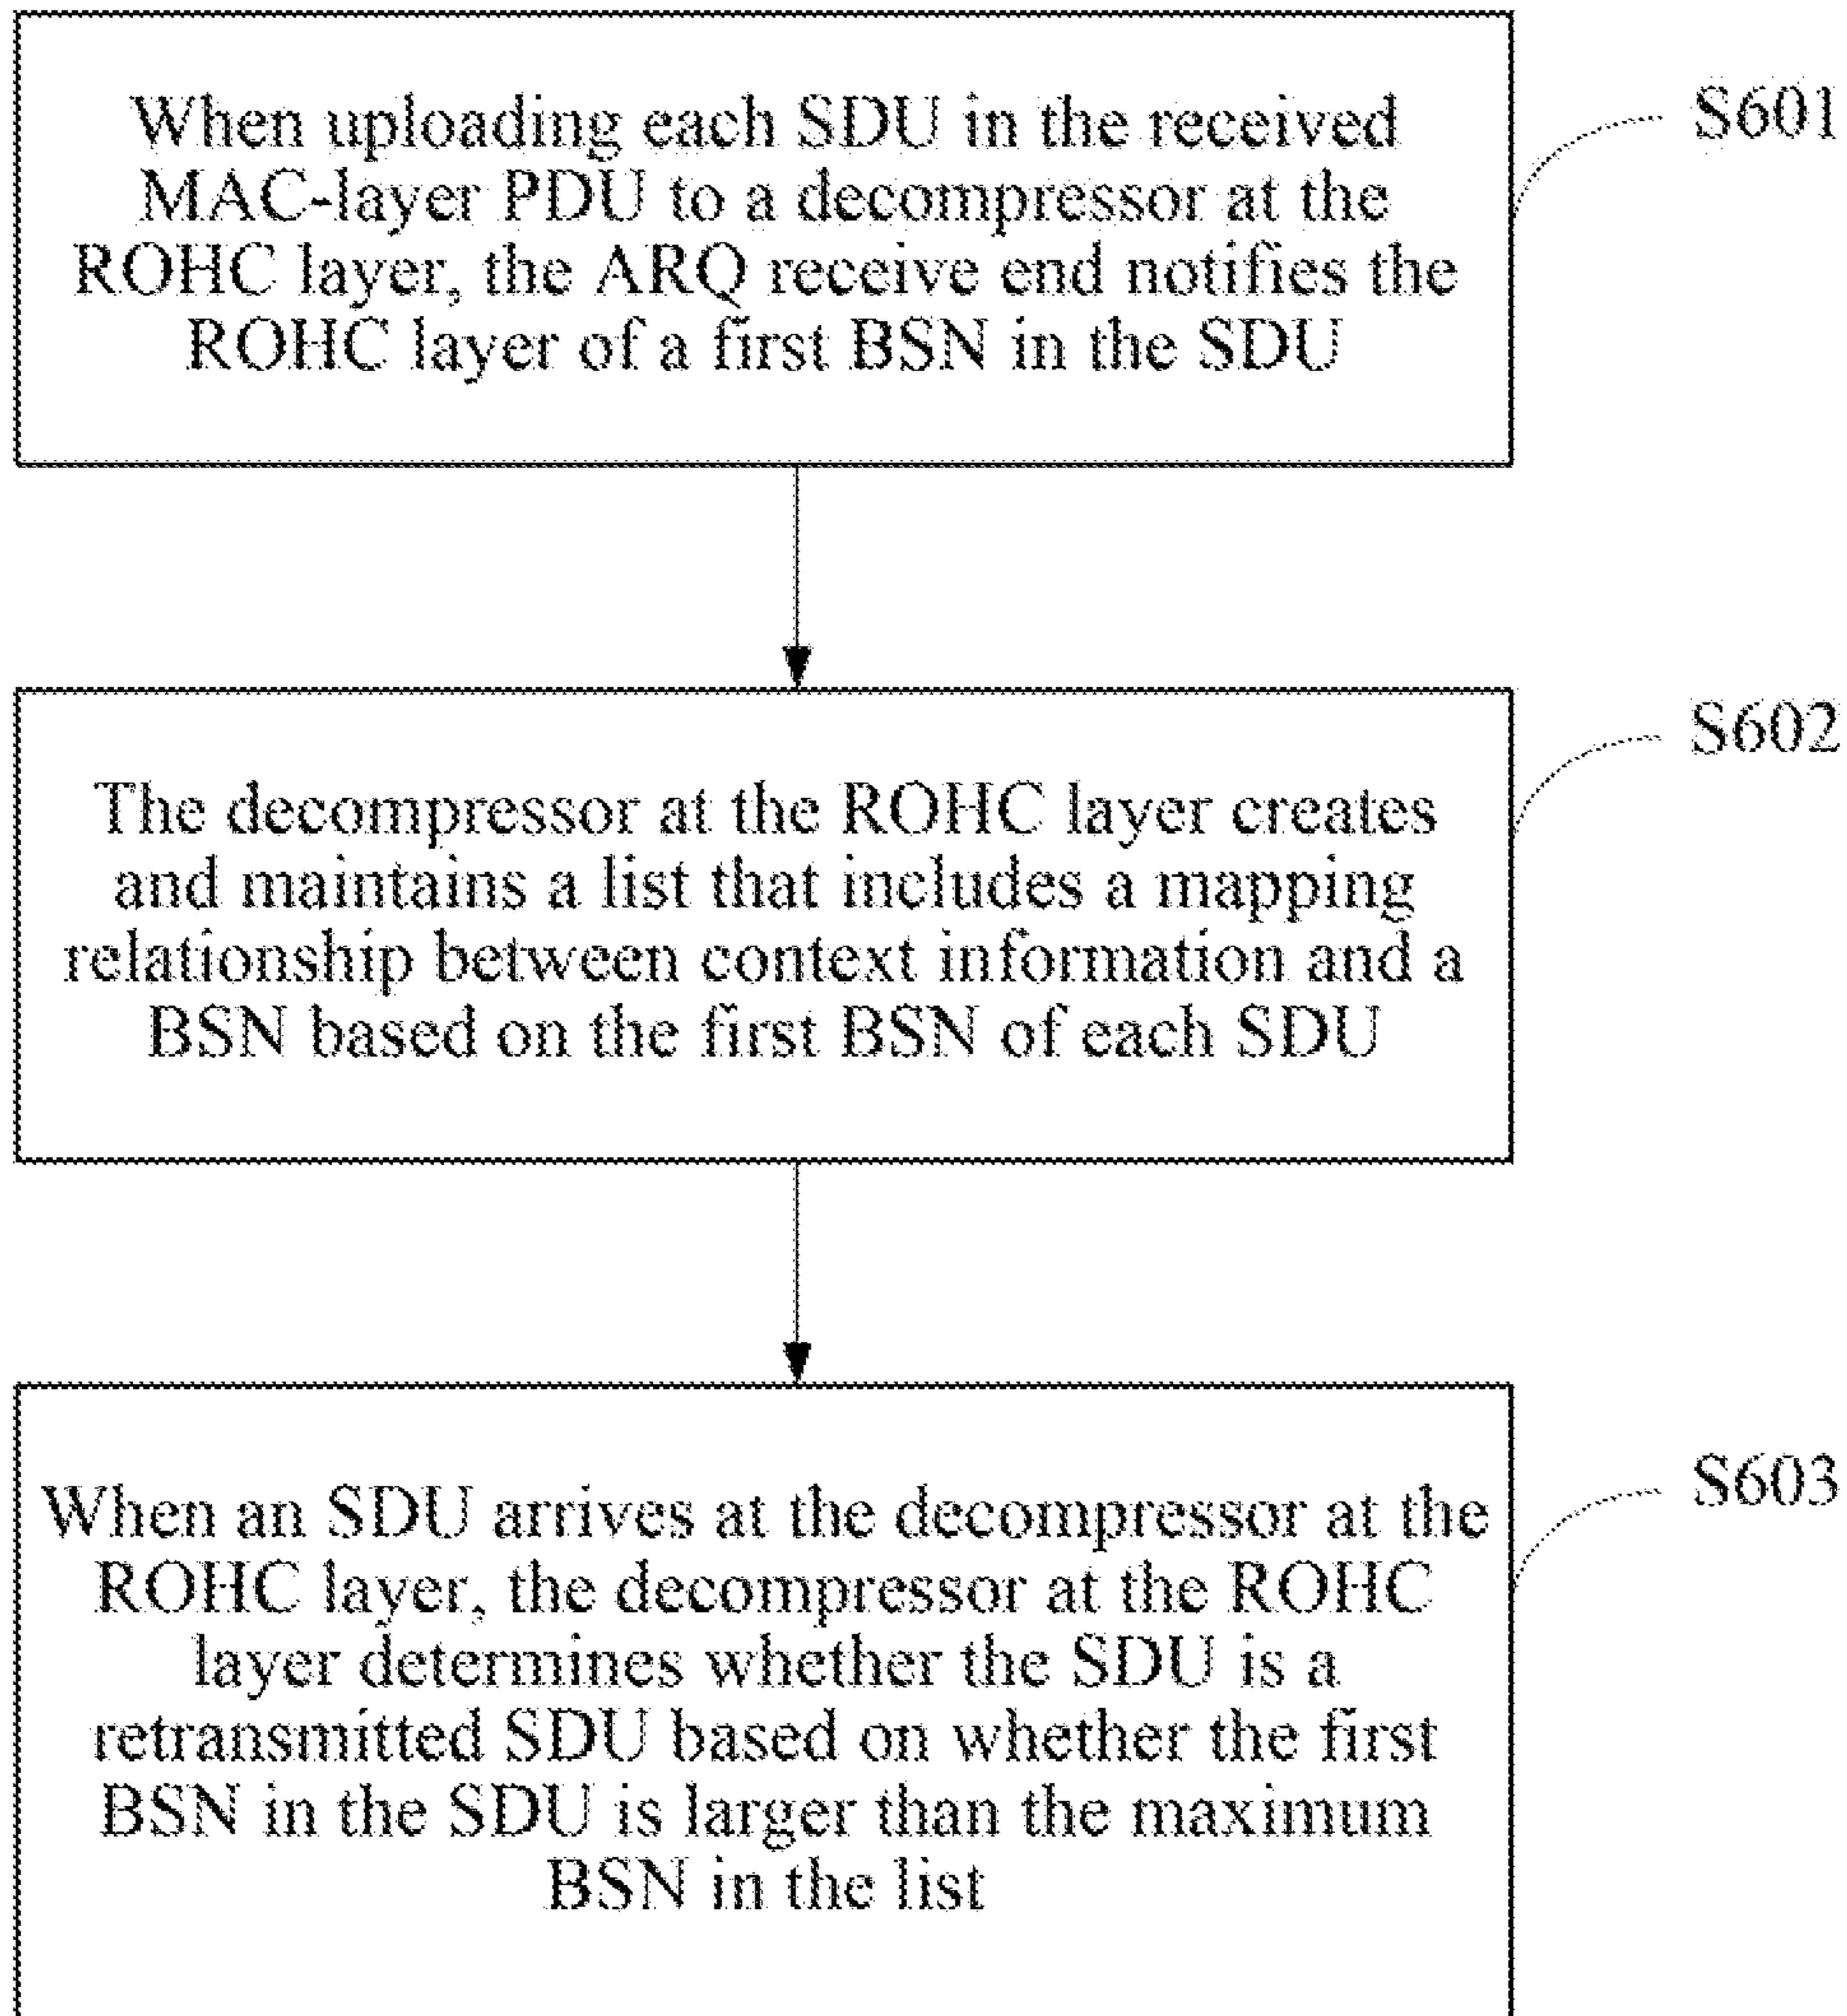 When uploading each SDU in the received
MAC-layer PDU to a decompressor at the
ROHC layer, the ARQ receive end notifies the
ROHC layer of a first BSN in the SDU
S601
The decompressor at the ROHC layer creates
and maintains a list that includes a mapping
relationship between context information and a
BSN based on the first BSN of each SDU
S602
When an SDU arrives at the decompressor at the
ROHC layer, the decompressor at the ROHC
layer determines whether the SDU is a
retransmitted SDU based on whether the first
BSN in the SDU is larger than the maximum
BSN in the list
S603